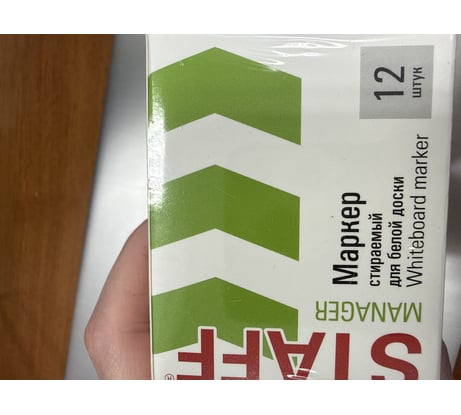 STAFF®
MANAGER
Маркер
стираемый
для белой доски
Whiteboard marker
12
штук